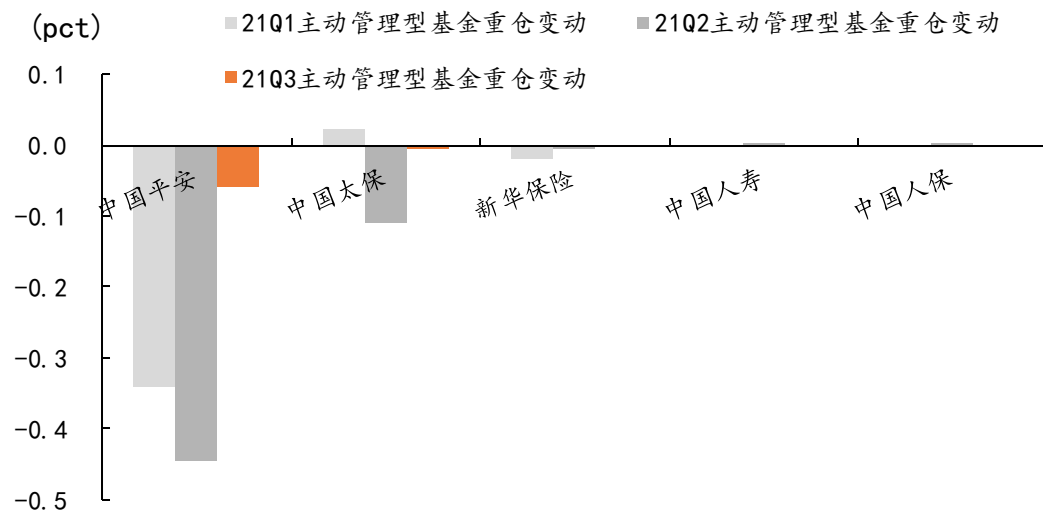 (pct)
21Q1主动管理型基金重仓变动
21Q2主动管理型基金重仓变动
21Q3主动管理型基金重仓变动
0.1
0.0
-0.1
-0.2
-0.3
-0.4
-0.5
中国平安
中国太保
新华保险
中国人寿
中国人保